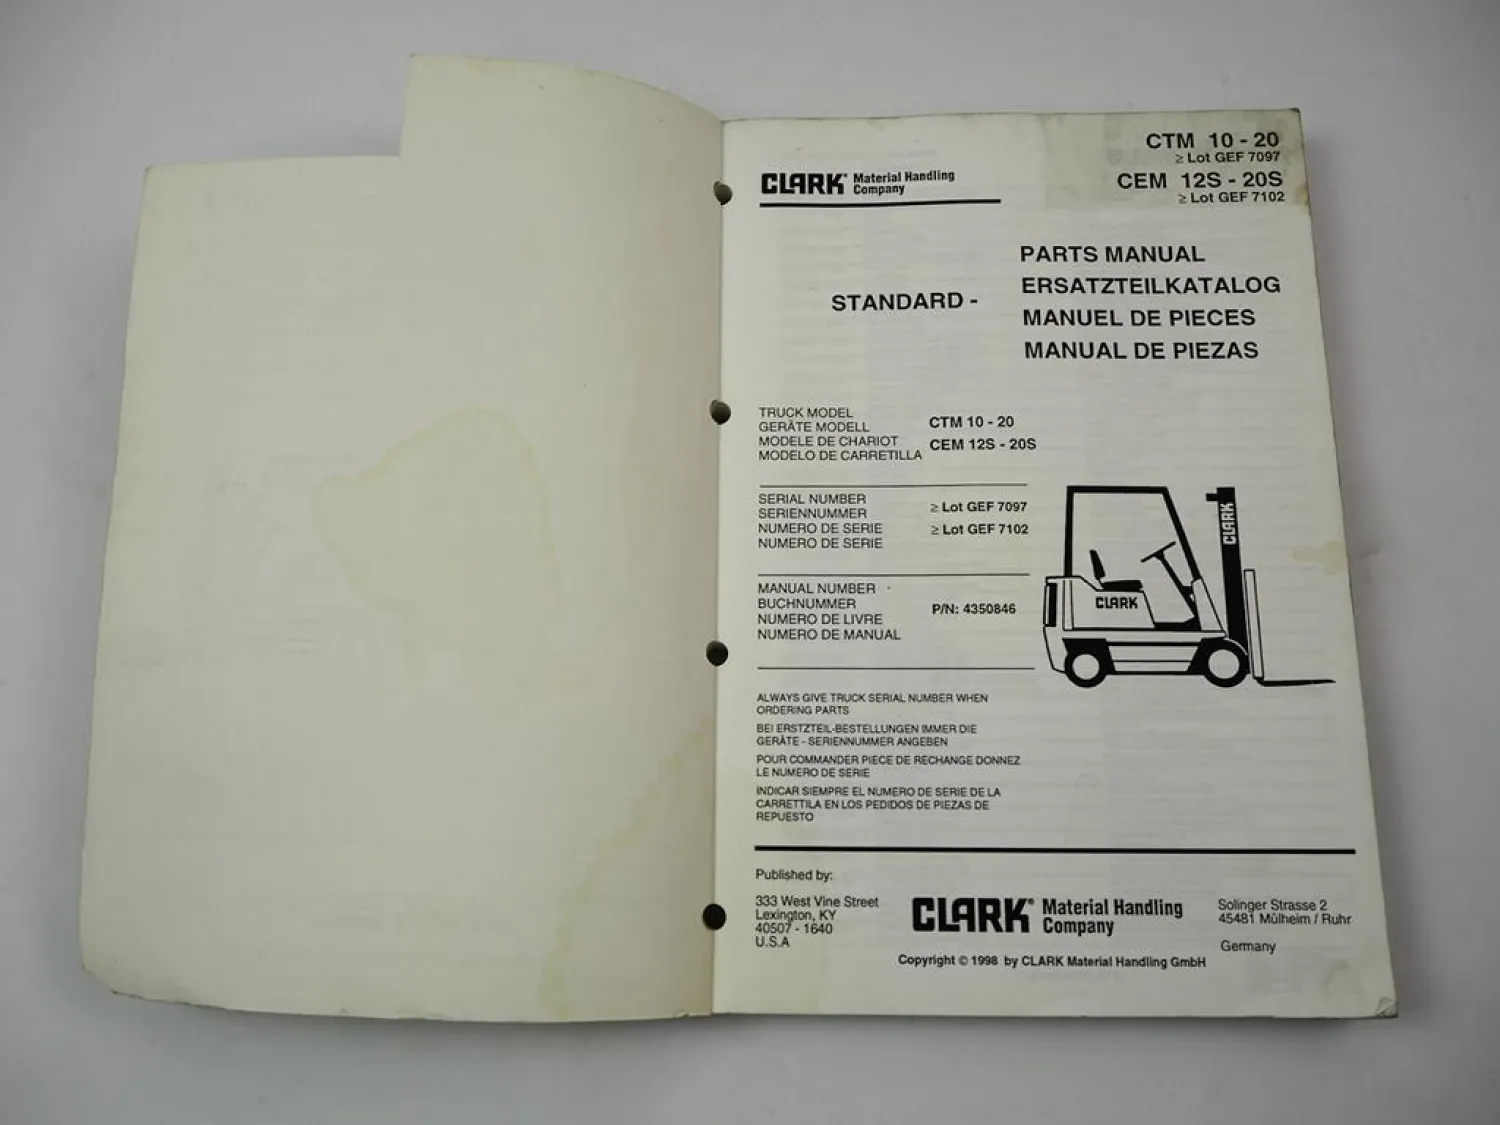 CTM 10 - 20
≥ Lot GEF 7097
CEM 12S - 20S
≥ Lot GEF 7102
CLARK® Material Handling
Company
STANDARD -
PARTS MANUAL
ERSATZTEILKATALOG
MANUEL DE PIECES
MANUAL DE PIEZAS
TRUCK MODEL
GERÄTE MODELL
MODELE DE CHARIOT
MODELO DE CARRETILLA
CTM 10 - 20
CEM 12S - 20S
SERIAL NUMBER
SERIENNUMMER
NUMERO DE SERIE
NUMERO DE SERIE
≥ Lot GEF 7097
≥ Lot GEF 7102
MANUAL NUMBER
BUCHNUMMER
NUMERO DE LIVRE
NUMERO DE MANUAL
P/N: 4350846
CLARK
CLARK
ALWAYS GIVE TRUCK SERIAL NUMBER WHEN
ORDERING PARTS
BEI ERSTZTEIL-BESTELLUNGEN IMMER DIE
GERÄTE - SERIENNUMMER ANGEBEN
POUR COMMANDER PIECE DE RECHANGE DONNEZ
LE NUMERO DE SERIE
INDICAR SIEMPRE EL NUMERO DE SERIE DE LA
CARRETTILA EN LOS PEDIDOS DE PIEZAS DE
REPUESTO
Published by:
333 West Vine Street
Lexington, KY
40507 - 1640
U.S.A
CLARK® Material Handling
Company
Solinger Strasse 2
45481 Mülheim / Ruhr
Germany
Copyright © 1998 by CLARK Material Handling GmbH